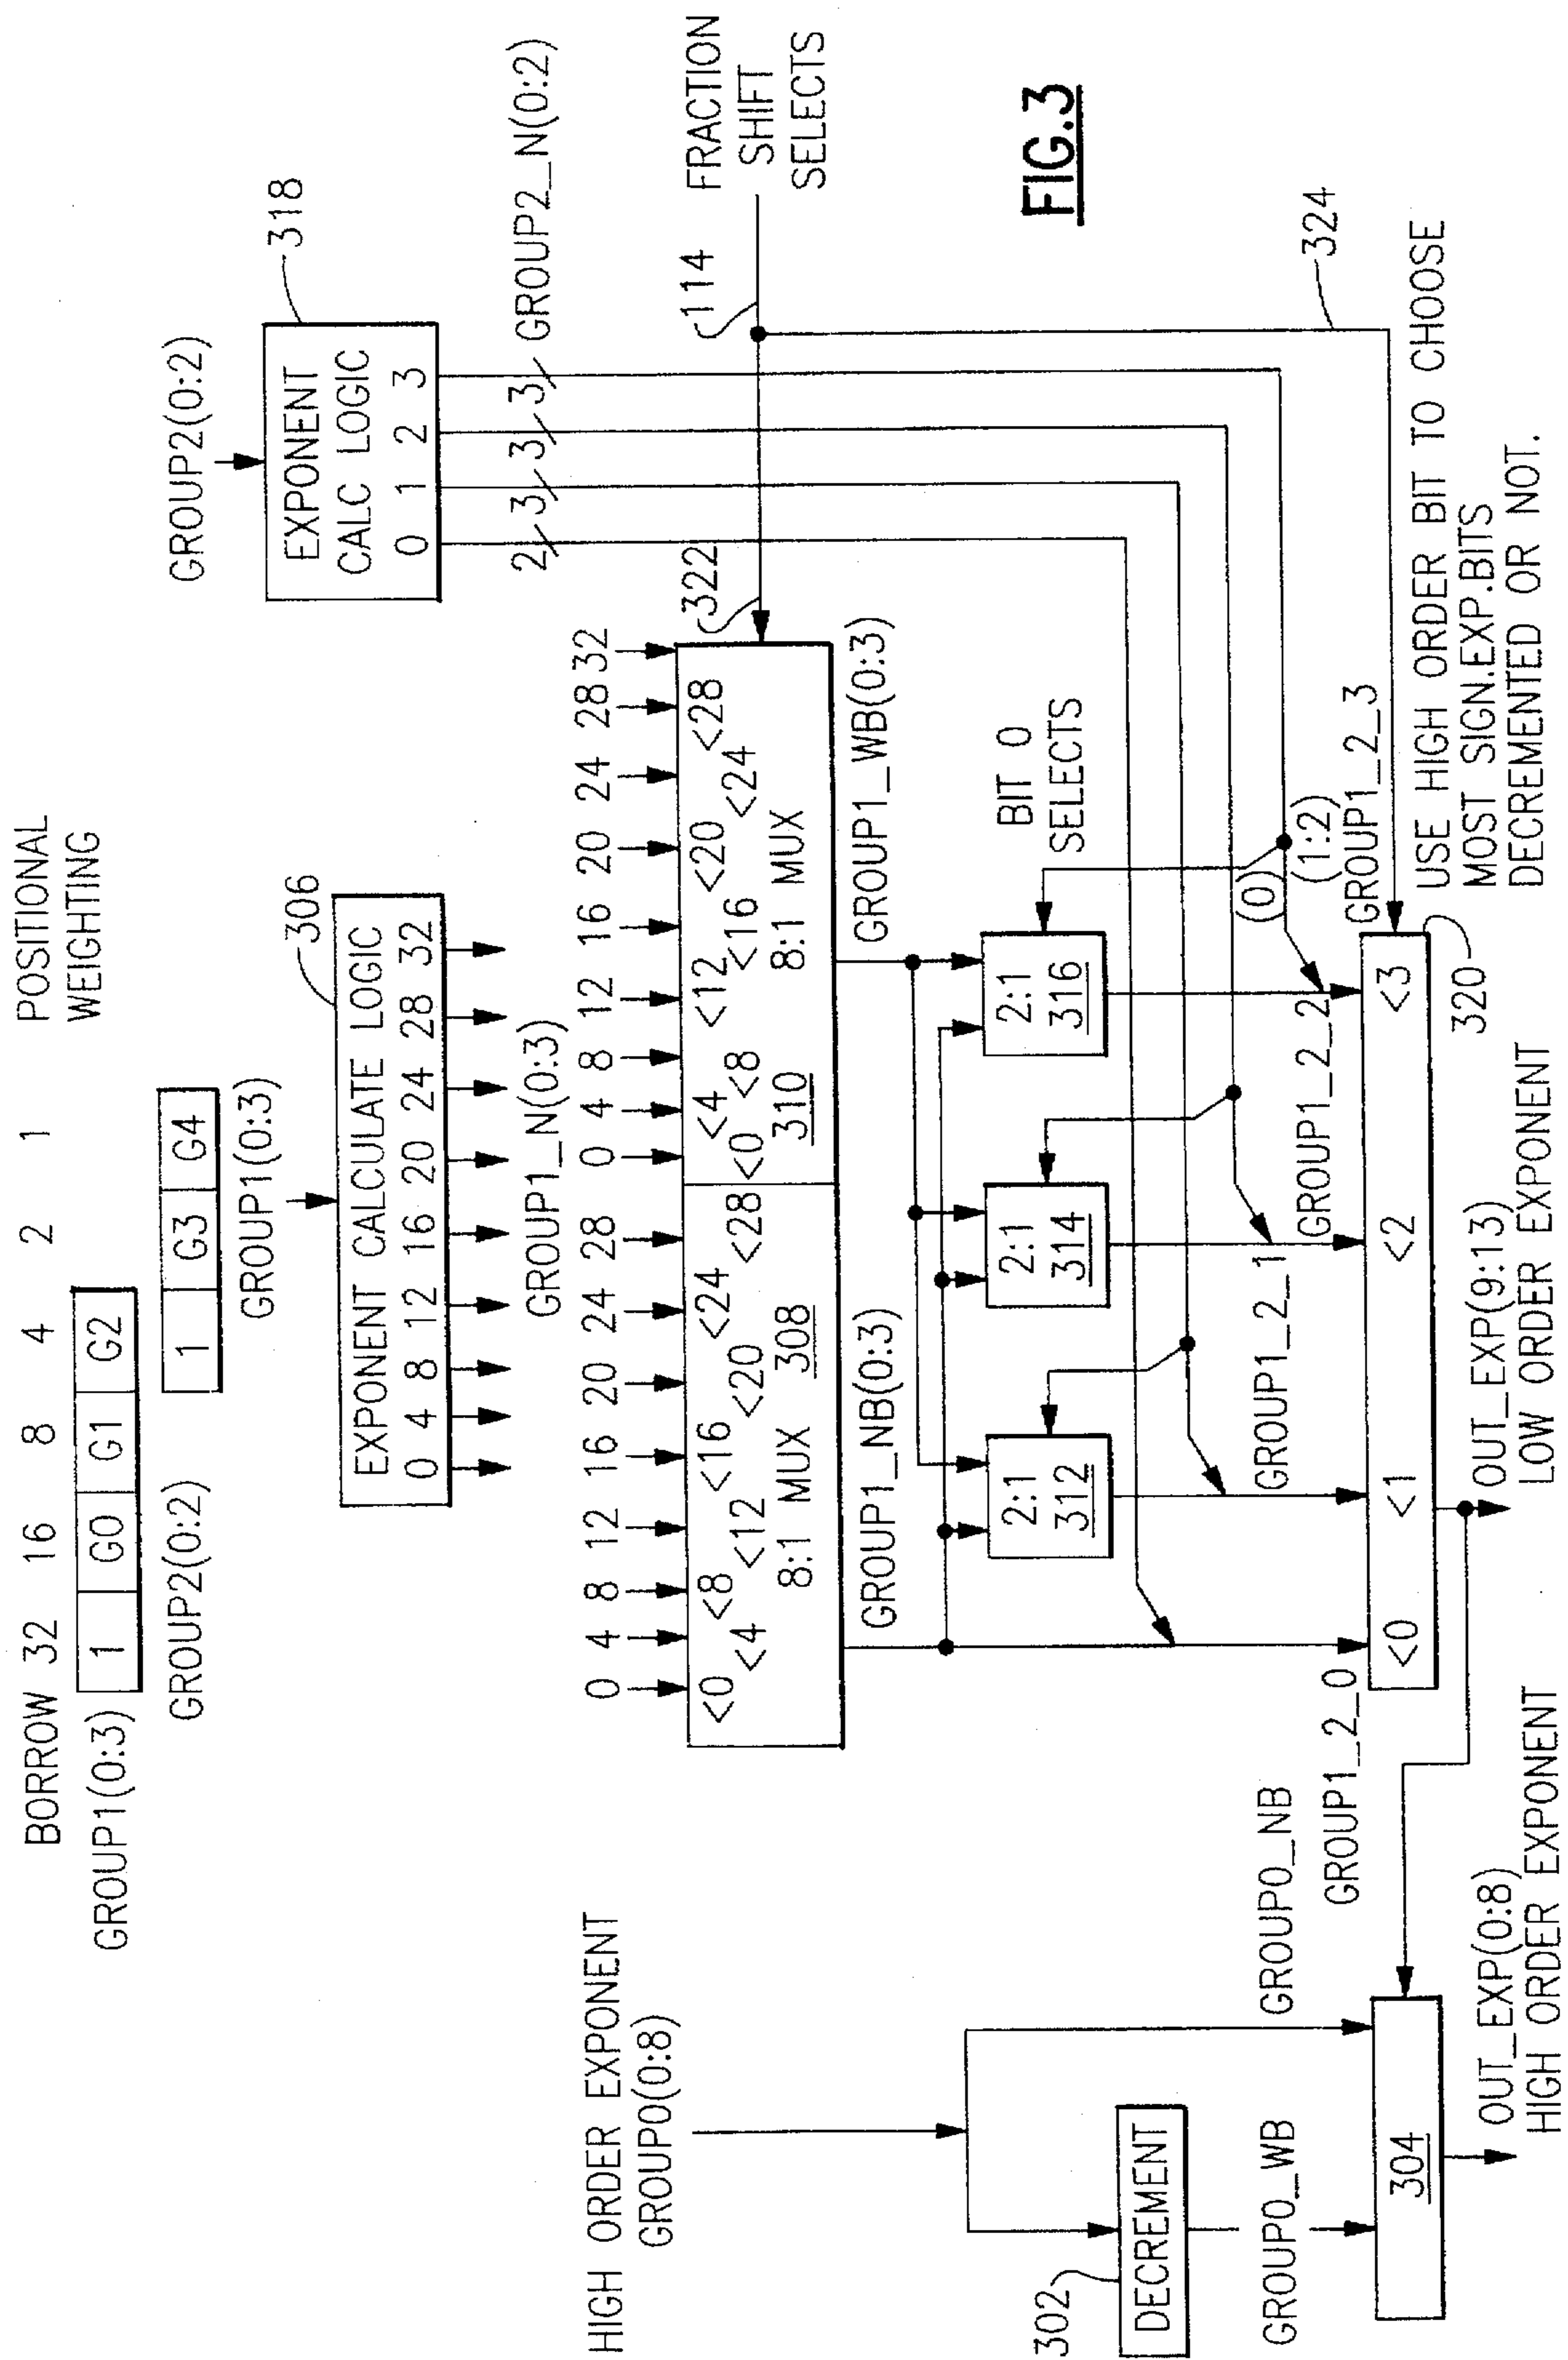 BORROW 32 16 8 4 2 1 POSITIONAL
WEIGHTING
GROUP1(0:3) 1 G0 G1 G2
GROUP2(0:2) 1 G3 G4
GROUP1(0:3)
GROUP2(0:2)
EXPONENT CALCULATE LOGIC
0 4 8 12 16 20 24 28 32
306
EXPONENT
CALC LOGIC
0 1 2 3
318
GROUP1_N(0:3)
2 3 3 3 GROUP2_N(0:2)
HIGH ORDER EXPONENT
GROUP0(0:8)
0 4 8 12 16 20 24 28
0 4 8 12 16 20 24 28 32
322
114
FRACTION
SHIFT
SELECTS
<0 <4 <8 <12 <16 <20 <24 <28
8:1 MUX 308
<0 <4 <8 <12 <16 <20 <24 <28
310 8:1 MUX
GROUP1_NB(0:3)
GROUP1_WB(0:3)
2:1
312
2:1
314
2:1
316
BIT 0
SELECTS
FIG.3
302
DECREMENT
GROUP0_WB
GROUP0_NB
GROUP1_2_0
GROUP1_2_1
GROUP1_2_2
(0)
(1:2)
GROUP1_2_3
324
304
<0 <1 <2 <3
320
USE HIGH ORDER BIT TO CHOOSE
MOST SIGN.EXP.BITS
DECREMENTED OR NOT.
OUT_EXP(0:8)
HIGH ORDER EXPONENT
OUT_EXP(9:13)
LOW ORDER EXPONENT